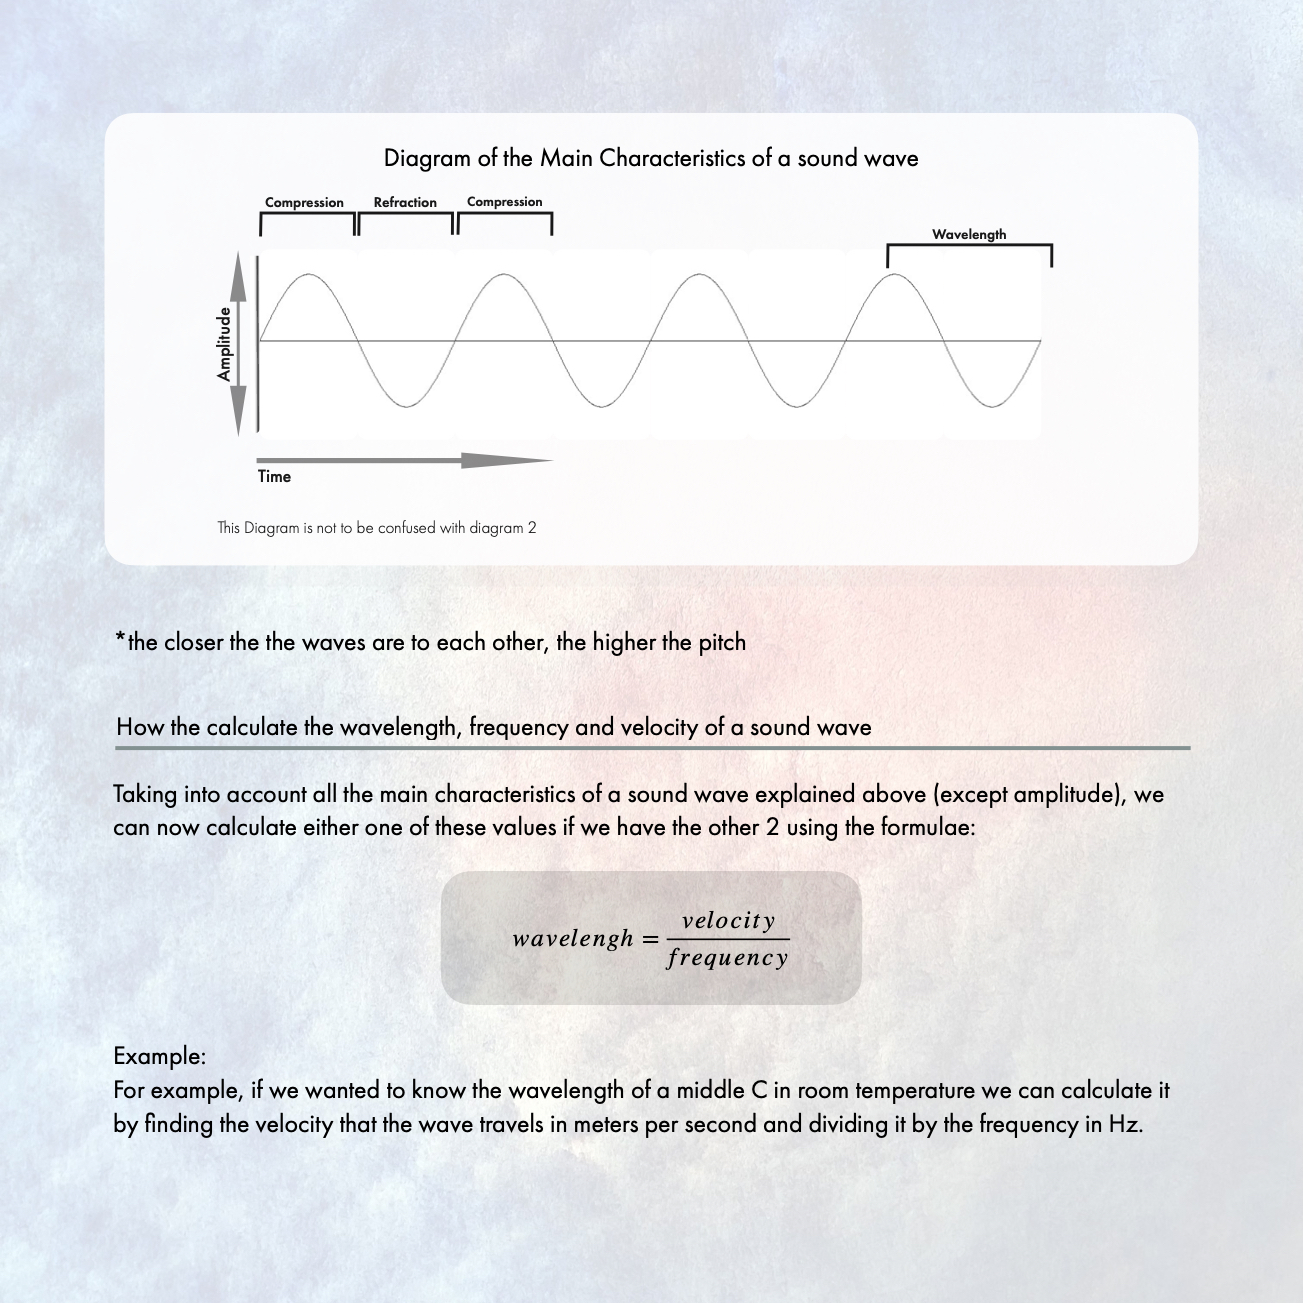 Diagram of the Main Characteristics of a sound wave
Compression Refraction Compression
Wavelength
Amplitude
Time
This Diagram is not to be confused with diagram 2
*the closer the the waves are to each other, the higher the pitch
How the calculate the wavelength, frequency and velocity of a sound wave
Taking into account all the main characteristics of a sound wave explained above (except amplitude), we
can now calculate either one of these values if we have the other 2 using the formulae:
wavelengh = velocity / frequency
Example:
For example, if we wanted to know the wavelength of a middle C in room temperature we can calculate it
by finding the velocity that the wave travels in meters per second and dividing it by the frequency in Hz.